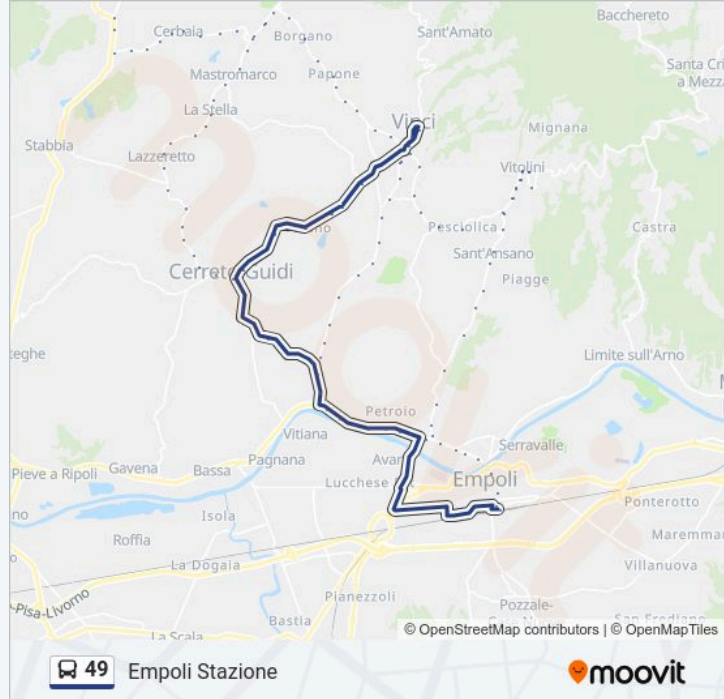 Bacchereto
Cerbaia
Borgano
Sant'Amato
Santa Cri
a Mezza
Mastromarco
Papone
La Stella
Vinci
Mignana
Stabbia
Lazzeretto
Vitolini
Pesciolica
Castra
Cerreto Guidi
Sant'Ansano
Piagge
teghe
Limite sull'Arno
Petroio
Vitiana
Serravalle
Pieve a Ripoli
Gavena
Bassa
Pagnana
Empoli
Lucchese
Ponterotto
Isola
Roffia
Maremma
La Dogaia
Villanuova
Pianezzoli
-Pisa-Livorno
Bastia
Pozzale-
San Frediano
La Scala
© OpenStreetMap contributors | © OpenMapTiles
49 Empoli Stazione
moovit